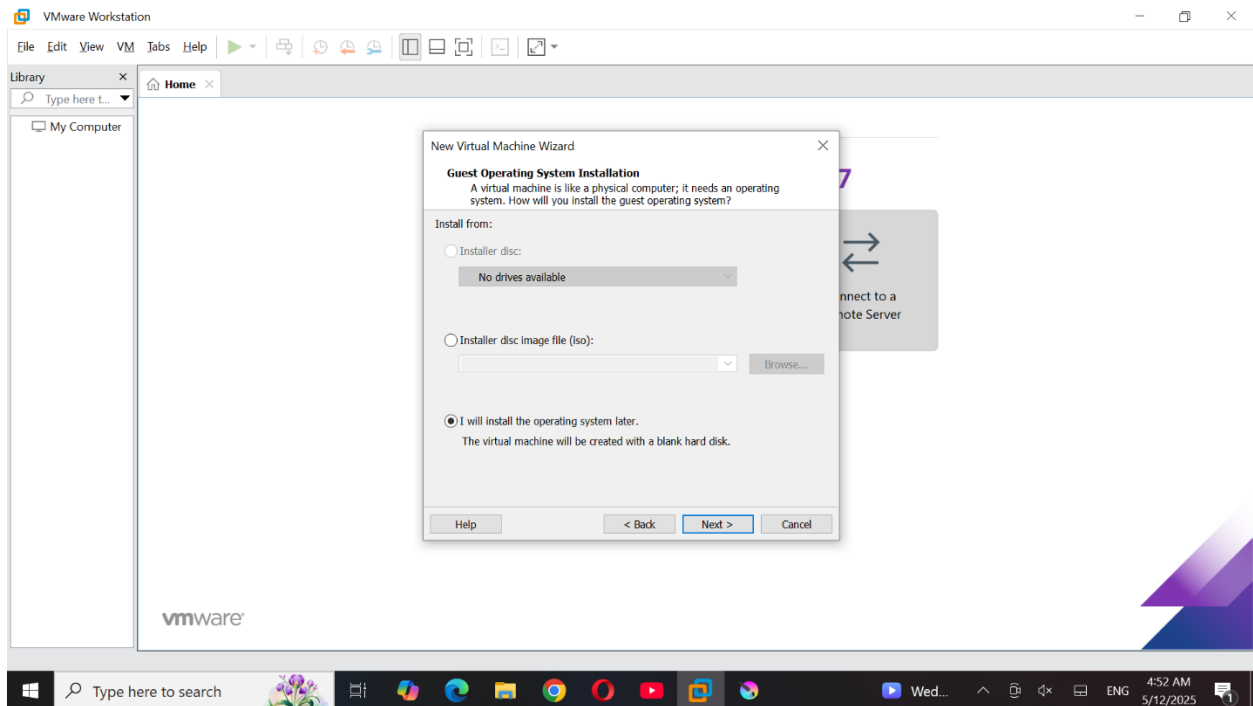 VMware Workstation
File Edit View VM Tabs Help
Library
Type here t...
My Computer
Home
7
New Virtual Machine Wizard
Guest Operating System Installation
A virtual machine is like a physical computer; it needs an operating
system. How will you install the guest operating system?
Install from:
Installer disc:
No drives available
Installer disc image file (iso):
Browse...
I will install the operating system later.
The virtual machine will be created with a blank hard disk.
Help
< Back
Next >
Cancel
nnect to a
note Server
vmware
Type here to search
Wed...
ENG
4:52 AM
5/12/2025
1